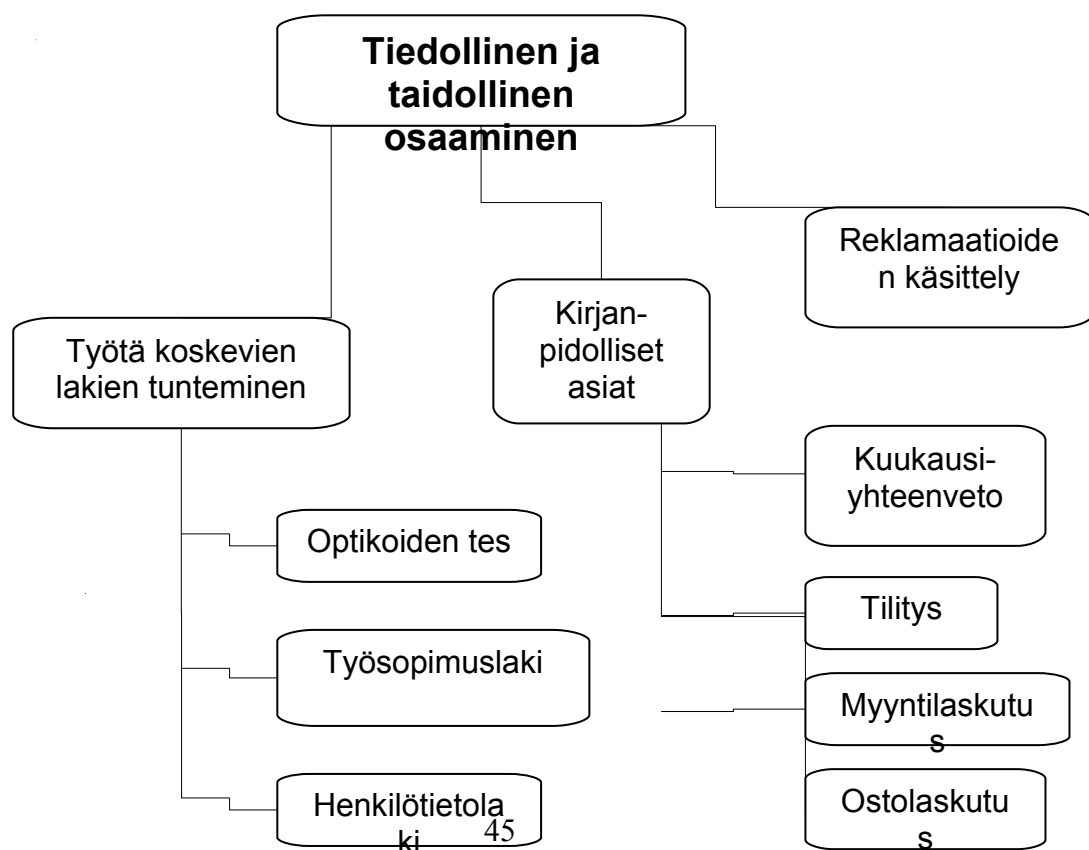 Tiedollinen ja
taidollinen
osaaminen
Reklamaatioide
n käsittely
Kirjan-
pidolliset
asiat
Työtä koskevien
lakien tunteminen
Kuukausi-
yhteenveto
Optikoiden tes
Tilitys
Työsopimuslaki
Myyntilaskutu
s
Henkilötietola
ki
Ostolaskutu
s
45